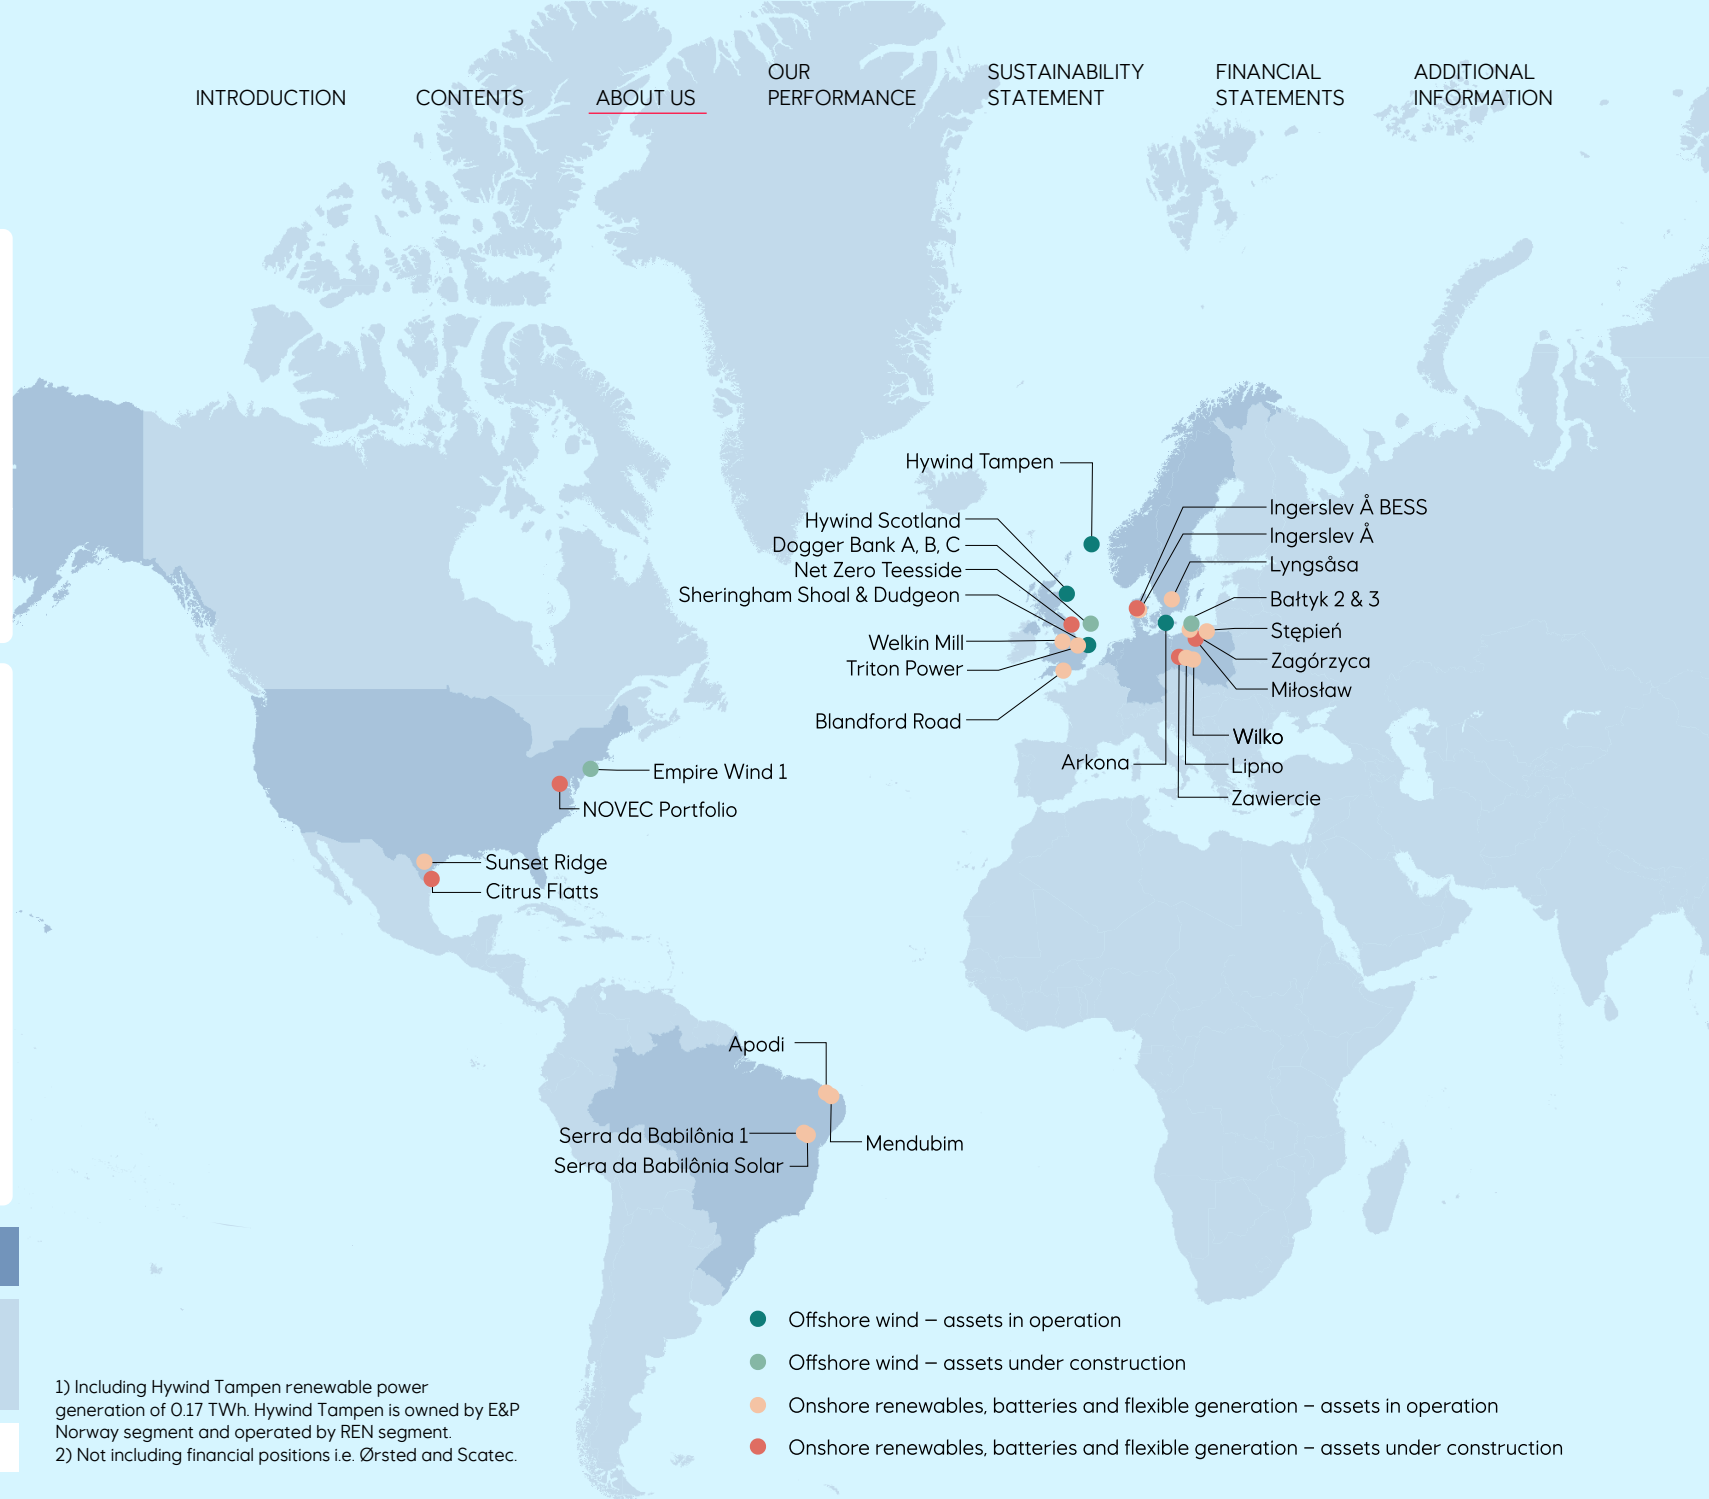 INTRODUCTION
CONTENTS
ABOUT US
OUR
PERFORMANCE
SUSTAINABILITY
STATEMENT
FINANCIAL
STATEMENTS
ADDITIONAL
INFORMATION
Hywind Tampen
Hywind Scotland
Dogger Bank A, B, C
Net Zero Teesside
Sheringham Shoal & Dudgeon
Welkin Mill
Triton Power
Blandford Road
Ingerslev Å BESS
Ingerslev Å
Lyngsåsa
Bałtyk 2 & 3
Stępień
Zagórzyca
Miłosław
Wilko
Arkona
Lipno
Zawiercie
Empire Wind 1
NOVEC Portfolio
Sunset Ridge
Citrus Flatts
Apodi
Serra da Babilônia 1
Mendubim
Serra da Babilônia Solar
Offshore wind – assets in operation
Offshore wind – assets under construction
Onshore renewables, batteries and flexible generation – assets in operation
Onshore renewables, batteries and flexible generation – assets under construction
1) Including Hywind Tampen renewable power
generation of 0.17 TWh. Hywind Tampen is owned by E&P
Norway segment and operated by REN segment.
2) Not including financial positions i.e. Ørsted and Scatec.